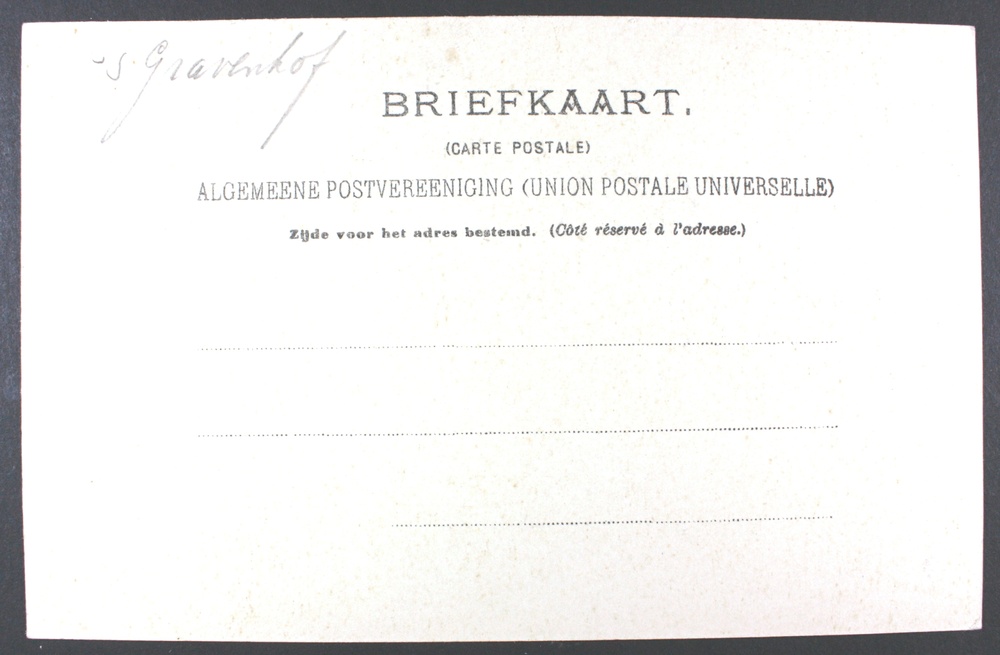 's Gravenhof
BRIEFKAART.
(CARTE POSTALE)
ALGEMEENE POSTVEREENIGING (UNION POSTALE UNIVERSELLE)
Zijde voor het adres bestemd. (Côté réservé à l'adresse.)